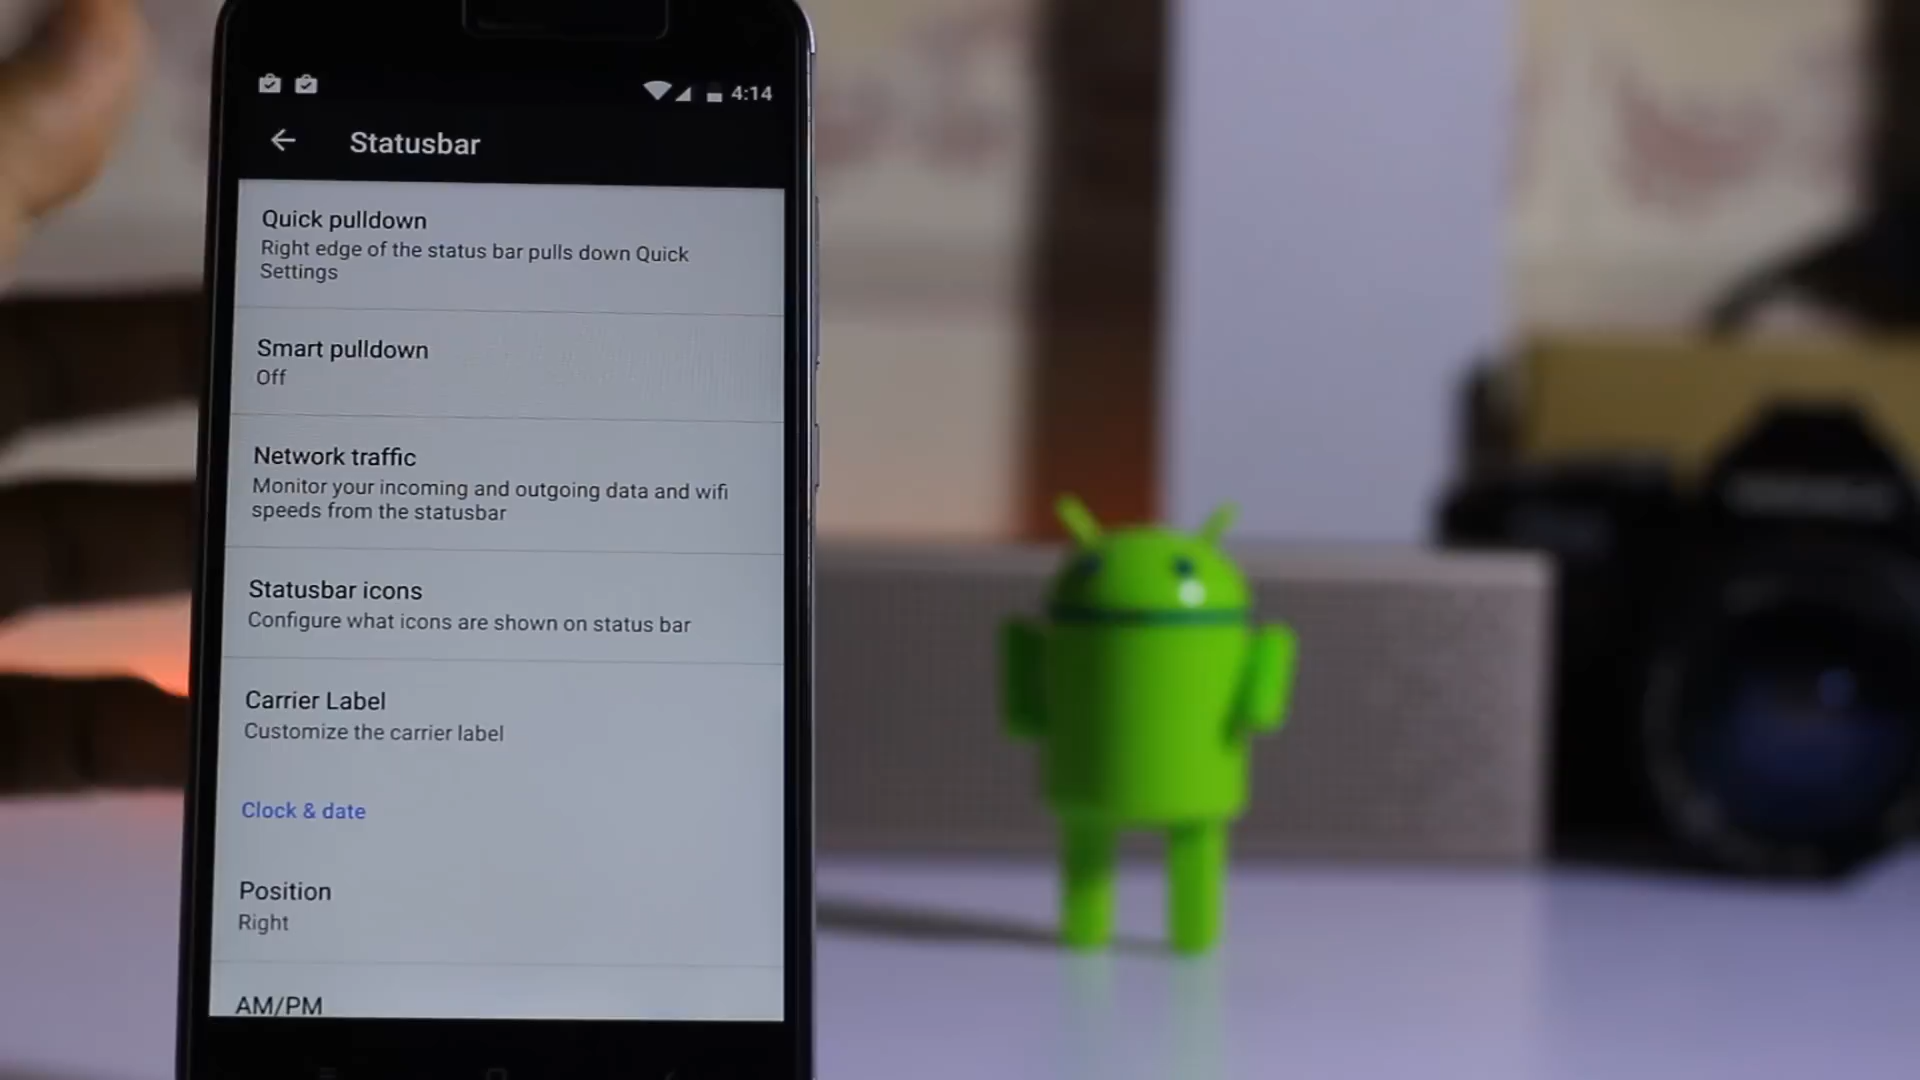 4:14
Statusbar
Quick pulldown
Right edge of the status bar pulls down Quick
Settings
Smart pulldown
Off
Network traffic
Monitor your incoming and outgoing data and wifi
speeds from the statusbar
Statusbar icons
Configure what icons are shown on status bar
Carrier Label
Customize the carrier label
Clock & date
Position
Right
AM/PM